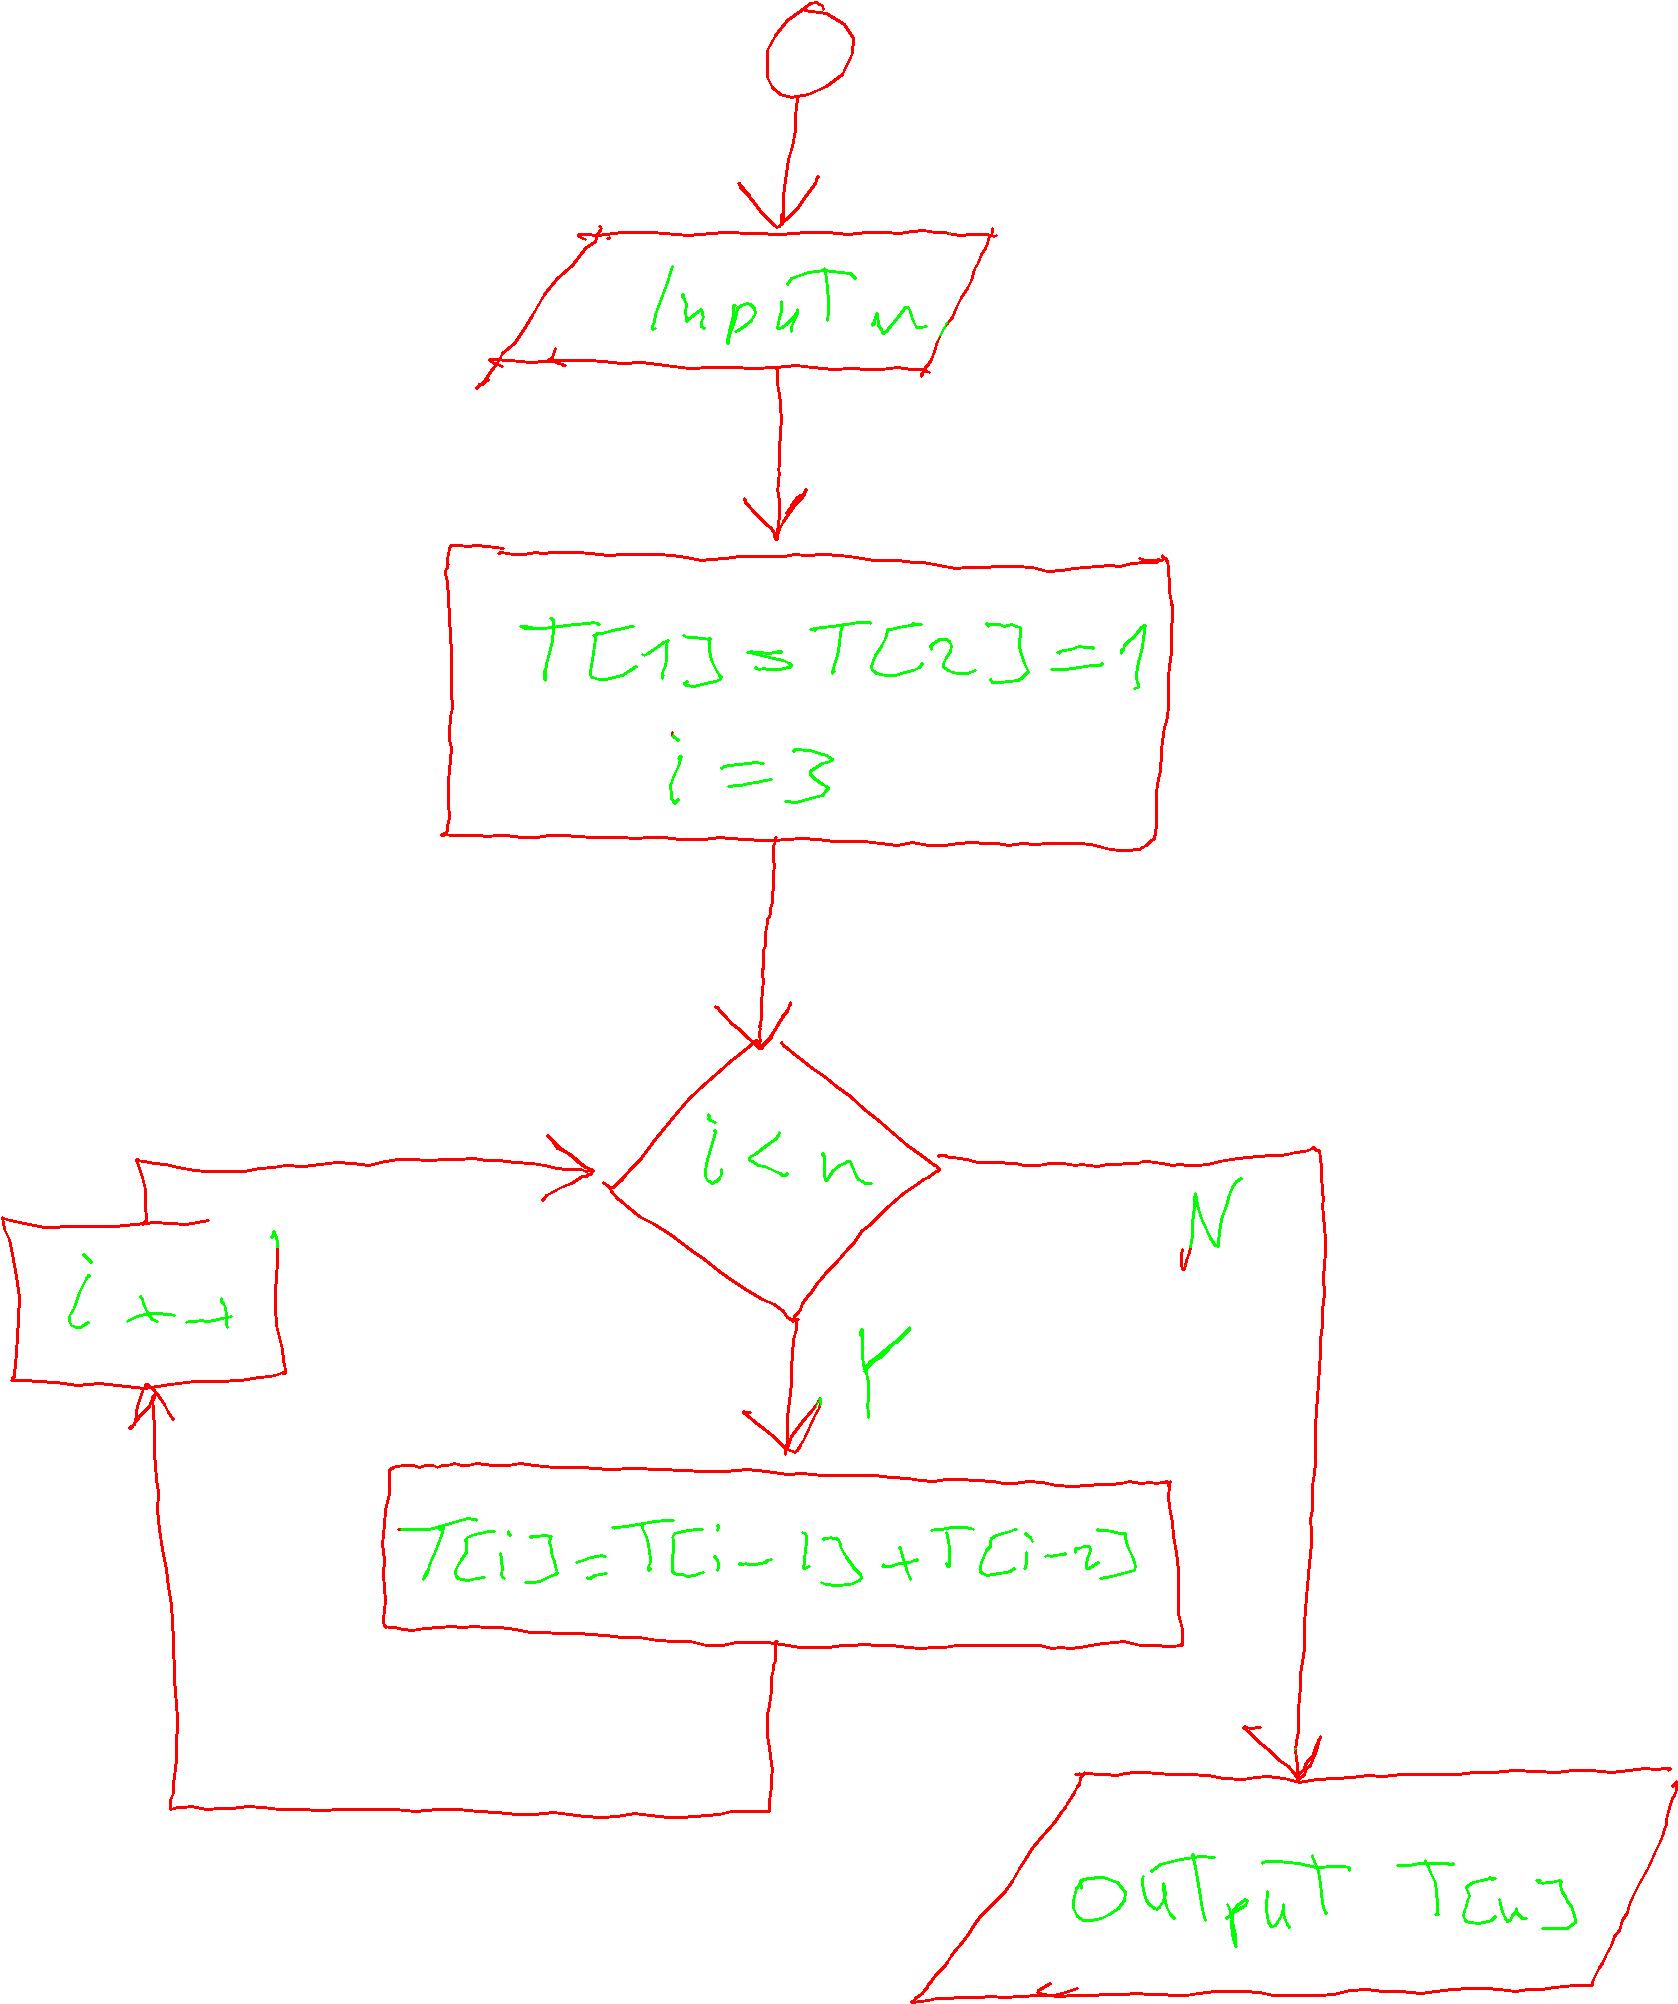 Input n
T[1]=T[2]=1
i=3
i<n
N
i++
Y
T[i]=T[i-1]+T[i-2]
Output T[n]